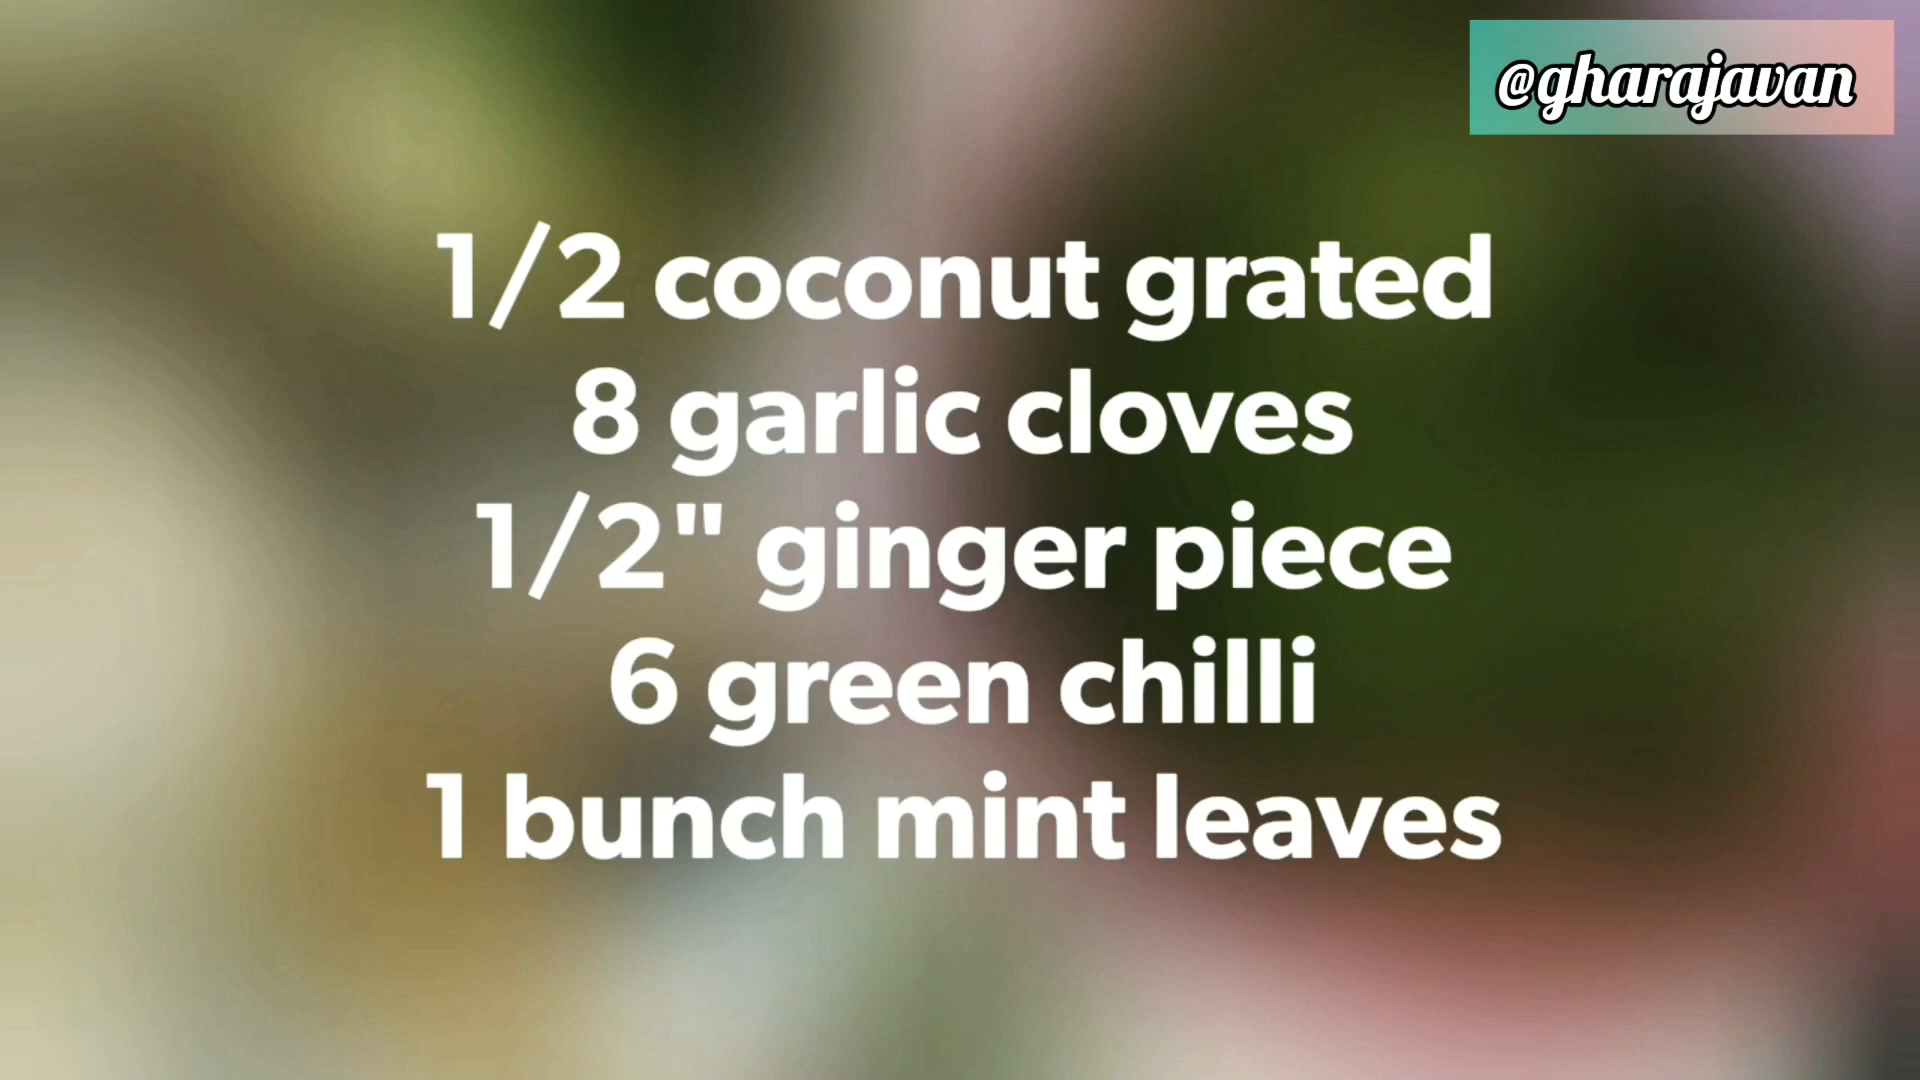 @gharajavan
1/2 coconut grated
8 garlic cloves
1/2" ginger piece
6 green chilli
1 bunch mint leaves